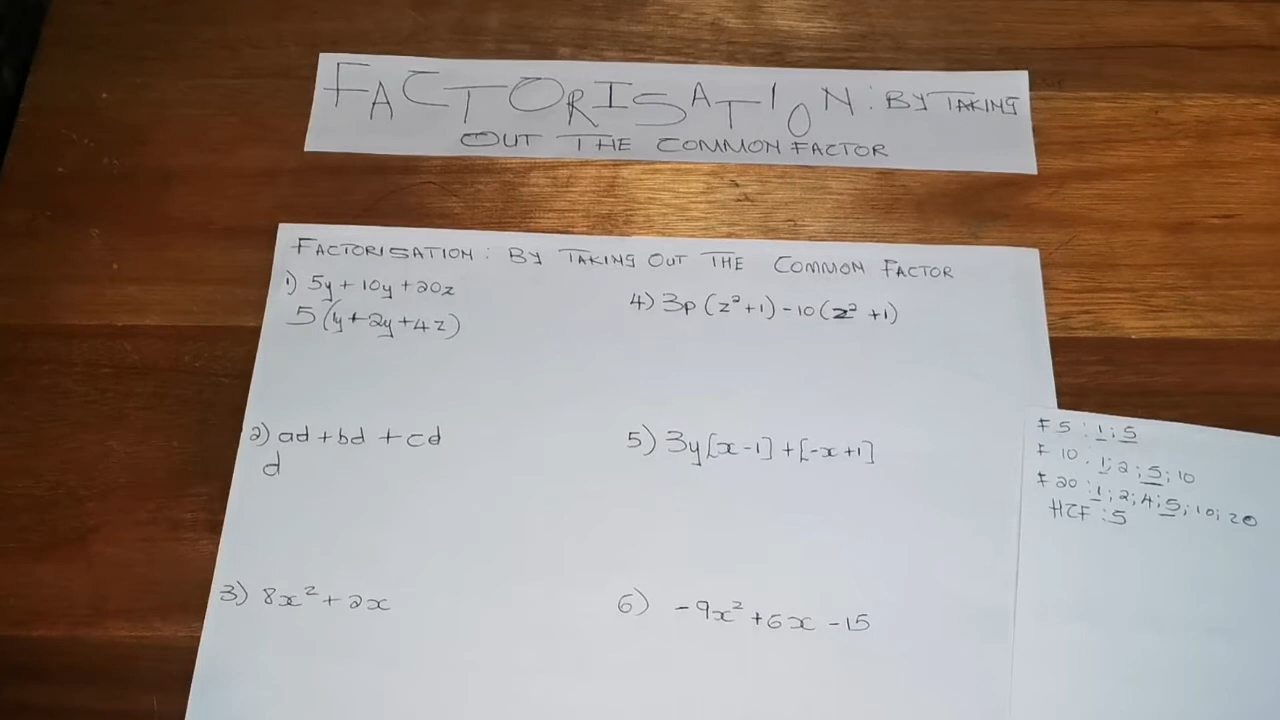 FACTORISATION: BY TAKING
OUT THE COMMON FACTOR
FACTORISATION: BY TAKING OUT THE COMMON FACTOR
1) 5y + 10y + 20z
5(y + 2y + 4z)
2) ad + bd + cd
d
3) 8x² + 2x
4) 3p(z² + 1) - 10(z² + 1)
5) 3y[x - 1] + [-x + 1]
6) -9x² + 6x - 15
F 5 : 1; 5
F 10 : 1; 2; 5; 10
F 20 : 1; 2; 4; 5; 10; 20
HCF : 5